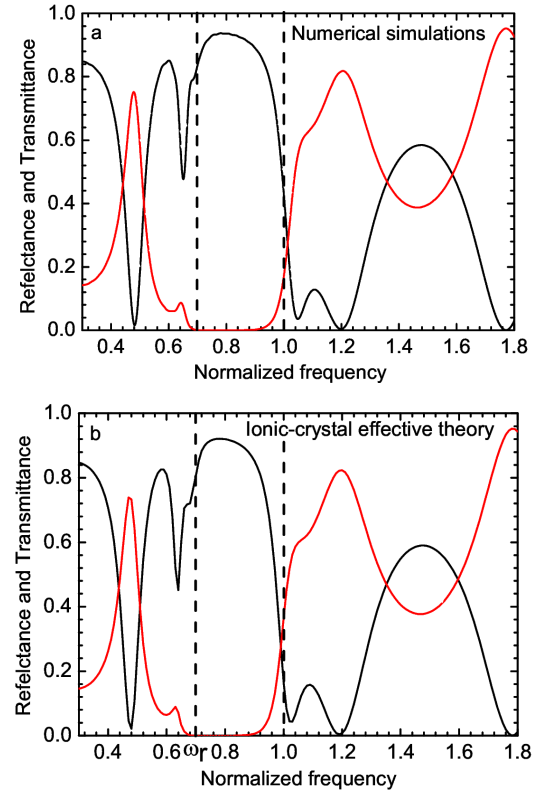 a
Numerical simulations
1.0
0.8
0.6
0.4
0.2
0.0
Refelctance and Transmittance
0.4 0.6 0.8 1.0 1.2 1.4 1.6 1.8
Normalized frequency
b
Ionic-crystal effective theory
1.0
0.8
0.6
0.4
0.2
0.0
Refelctance and Transmittance
0.4 0.6 ωr 0.8 1.0 1.2 1.4 1.6 1.8
Normalized frequency